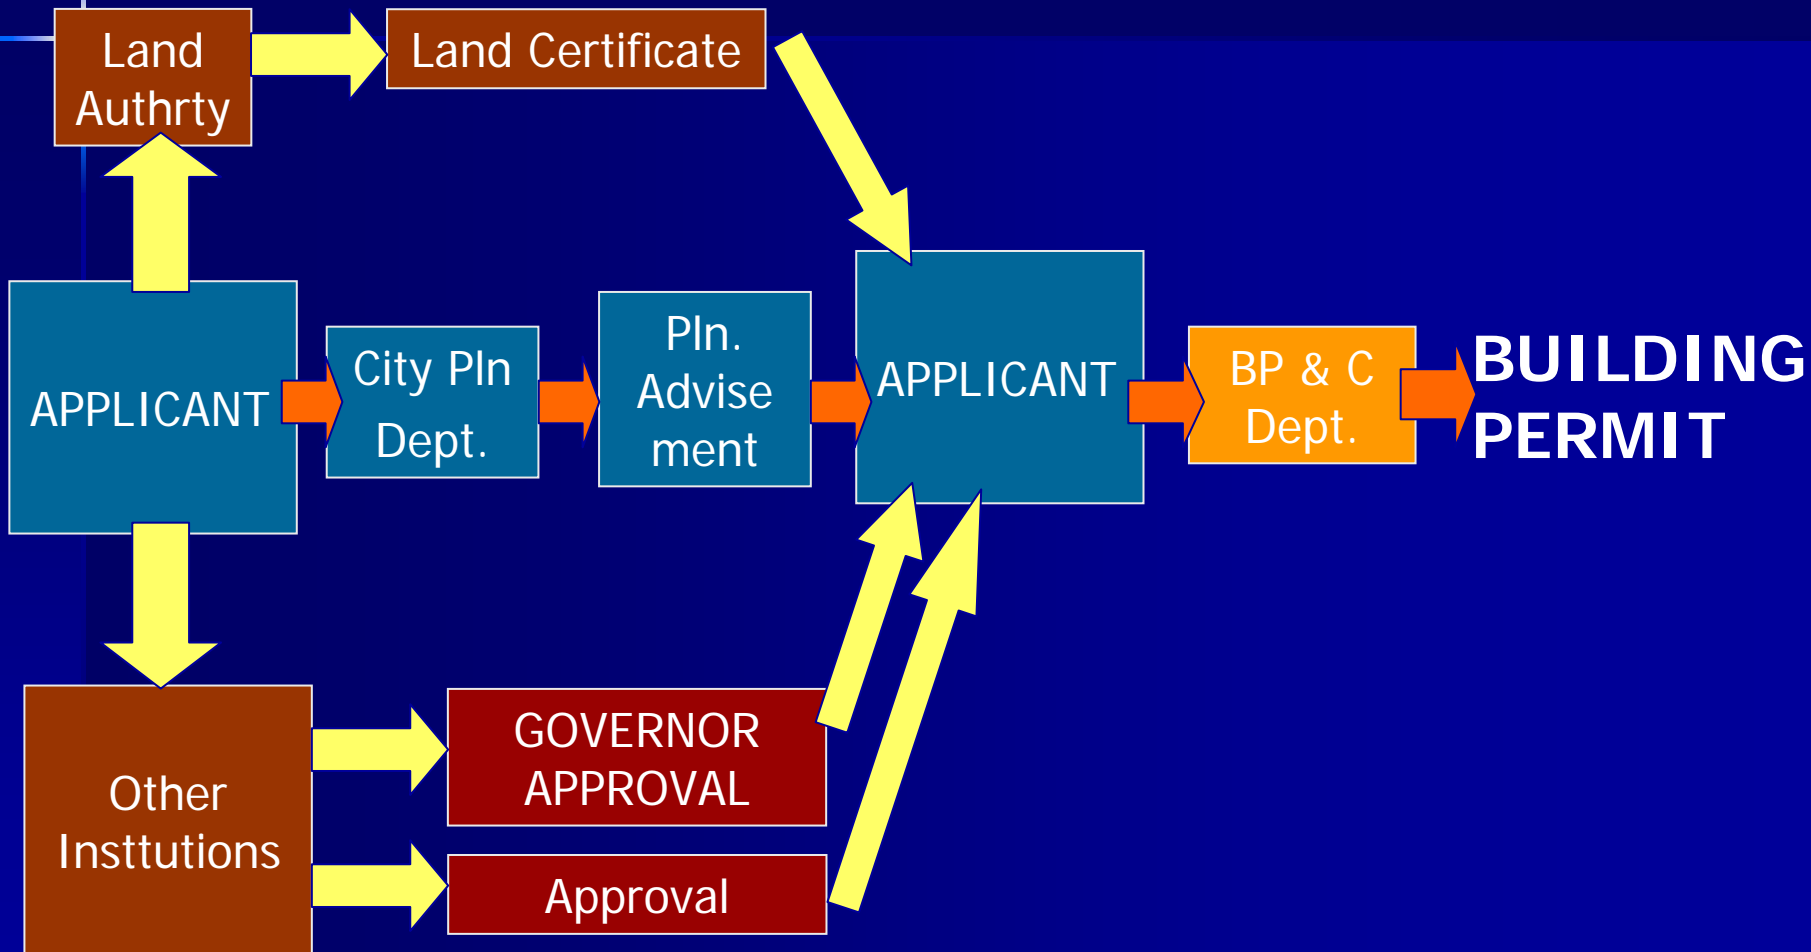 Land
Authrty
Land Certificate
APPLICANT
City Pln
Dept.
Pln.
Advise
ment
APPLICANT
BP & C
Dept.
BUILDING
PERMIT
Other
Insttutions
GOVERNOR
APPROVAL
Approval